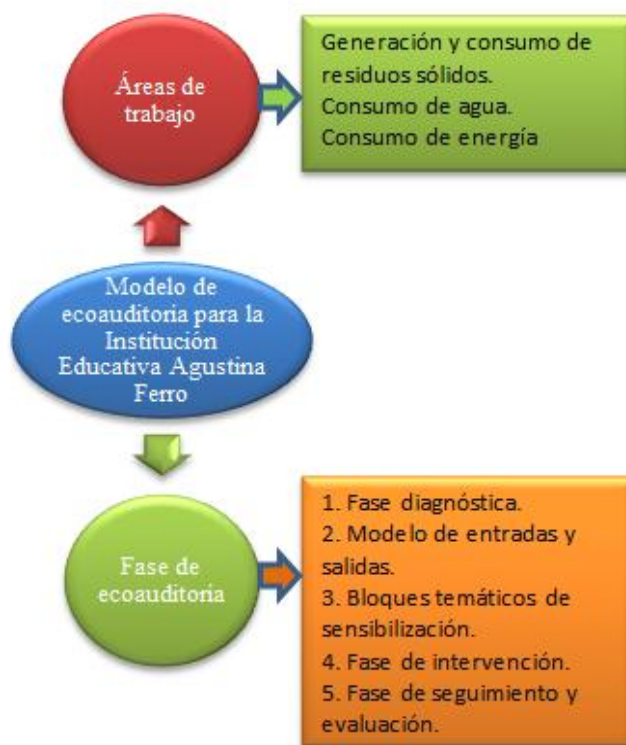 Áreas de
trabajo
Generación y consumo de
residuos sólidos.
Consumo de agua.
Consumo de energía
Modelo de
ecoauditoria para la
Institución
Educativa Agustina
Ferro
Fase de
ecoauditoria
1. Fase diagnóstica.
2. Modelo de entradas y
salidas.
3. Bloques temáticos de
sensibilización.
4. Fase de intervención.
5. Fase de seguimiento y
evaluación.